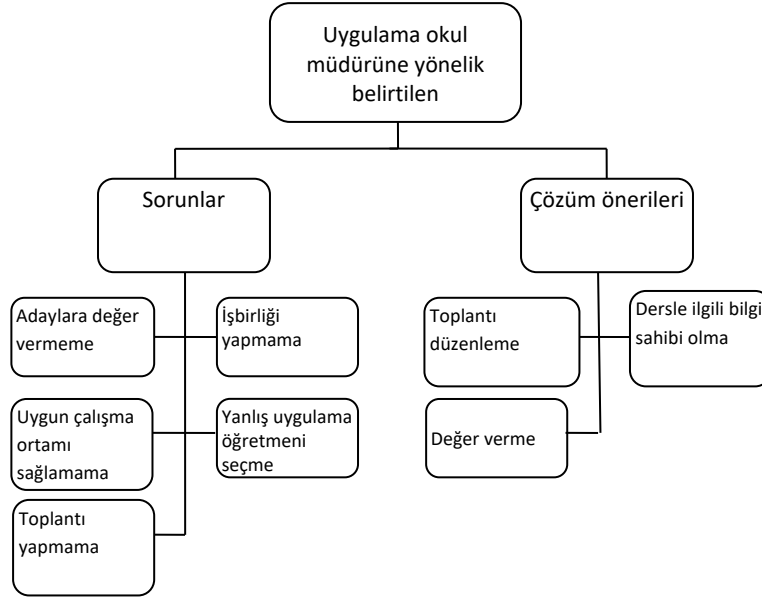 Uygulama okul
müdürüne yönelik
belirtilen
Sorunlar
Çözüm önerileri
Adaylara değer
vermeme
İşbirliği
yapmama
Uygun çalışma
ortamı
sağlamama
Yanlış uygulama
öğretmeni
seçme
Toplantı
yapmama
Toplantı
düzenleme
Dersle ilgili bilgi
sahibi olma
Değer verme